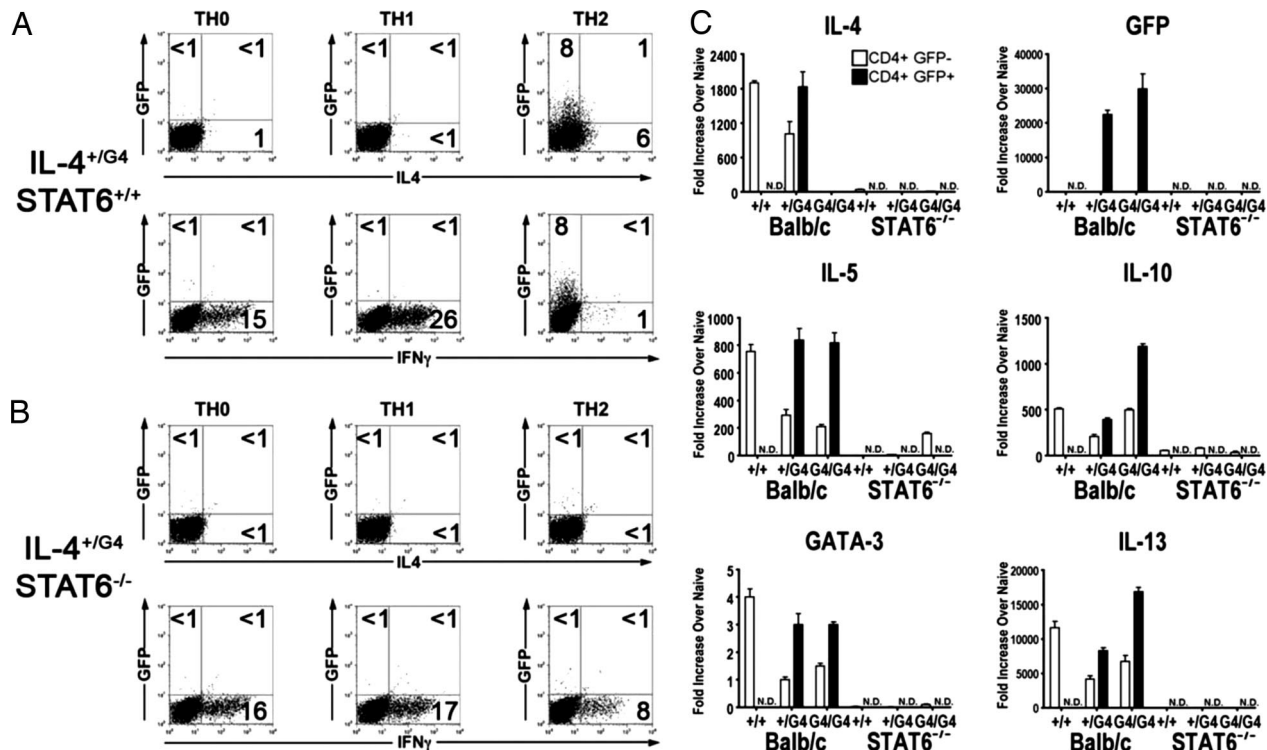 A
TH0 TH1 TH2
GFP <1 <1 1
GFP <1 <1 <1
GFP 8 1 6
IL4
IL-4+/G4
STAT6+/+
GFP <1 <1 15
GFP <1 <1 26
GFP 8 <1 1
IFNγ
B
TH0 TH1 TH2
GFP <1 <1 <1
GFP <1 <1 <1
GFP <1 <1 <1
IL4
IL-4+/G4
STAT6-/-
GFP <1 <1 16
GFP <1 <1 17
GFP <1 <1 8
IFNγ
C
IL-4
CD4+ GFP-
CD4+ GFP+
Fold Increase Over Naive
2400
1800
1200
600
0
N.D. N.D. N.D. N.D.
+/+ +/G4 G4/G4 +/+ +/G4 G4/G4
Balb/c STAT6-/-
GFP
Fold Increase Over Naive
40000
30000
20000
10000
0
N.D. N.D. N.D. N.D.
+/+ +/G4 G4/G4 +/+ +/G4 G4/G4
Balb/c STAT6-/-
IL-5
Fold Increase Over Naive
1000
800
600
400
200
0
N.D. N.D. N.D. N.D.
+/+ +/G4 G4/G4 +/+ +/G4 G4/G4
Balb/c STAT6-/-
IL-10
Fold Increase Over Naive
1500
1000
500
0
N.D. N.D. N.D. N.D.
+/+ +/G4 G4/G4 +/+ +/G4 G4/G4
Balb/c STAT6-/-
GATA-3
Fold Increase Over Naive
5
4
3
2
1
0
N.D. N.D. N.D. N.D.
+/+ +/G4 G4/G4 +/+ +/G4 G4/G4
Balb/c STAT6-/-
IL-13
Fold Increase Over Naive
20000
15000
10000
5000
0
N.D. N.D. N.D. N.D.
+/+ +/G4 G4/G4 +/+ +/G4 G4/G4
Balb/c STAT6-/-